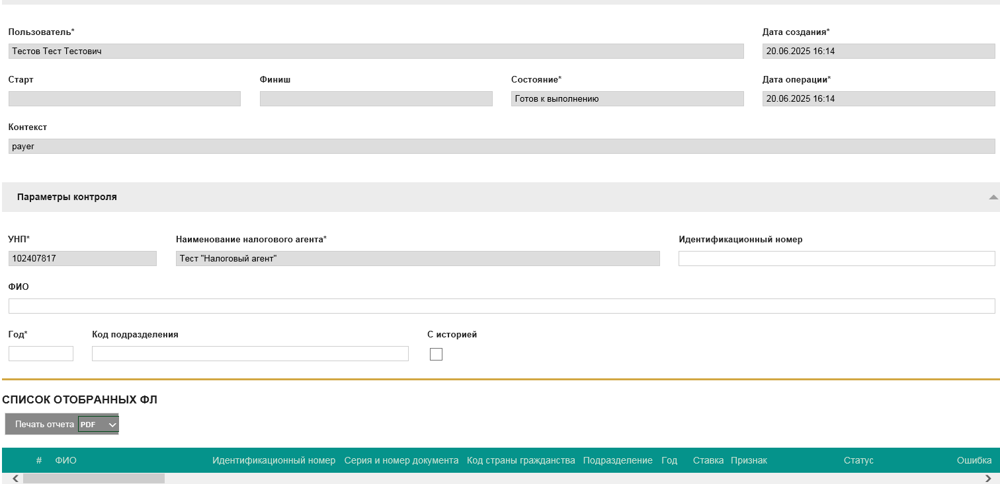 Пользователь* Дата создания*
Тестов Тест Тестович 20.06.2025 16:14
Старт Финиш Состояние* Дата операции*
Готов к выполнению 20.06.2025 16:14
Контекст
payer
Параметры контроля
УНП* Наименование налогового агента* Идентификационный номер
102407817 Тест "Налоговый агент"
ФИО
Год* Код подразделения С историей
СПИСОК ОТОБРАННЫХ ФЛ
Печать отчета PDF
# ФИО Идентификационный номер Серия и номер документа Код страны гражданства Подразделение Год Ставка Признак Статус Ошибка